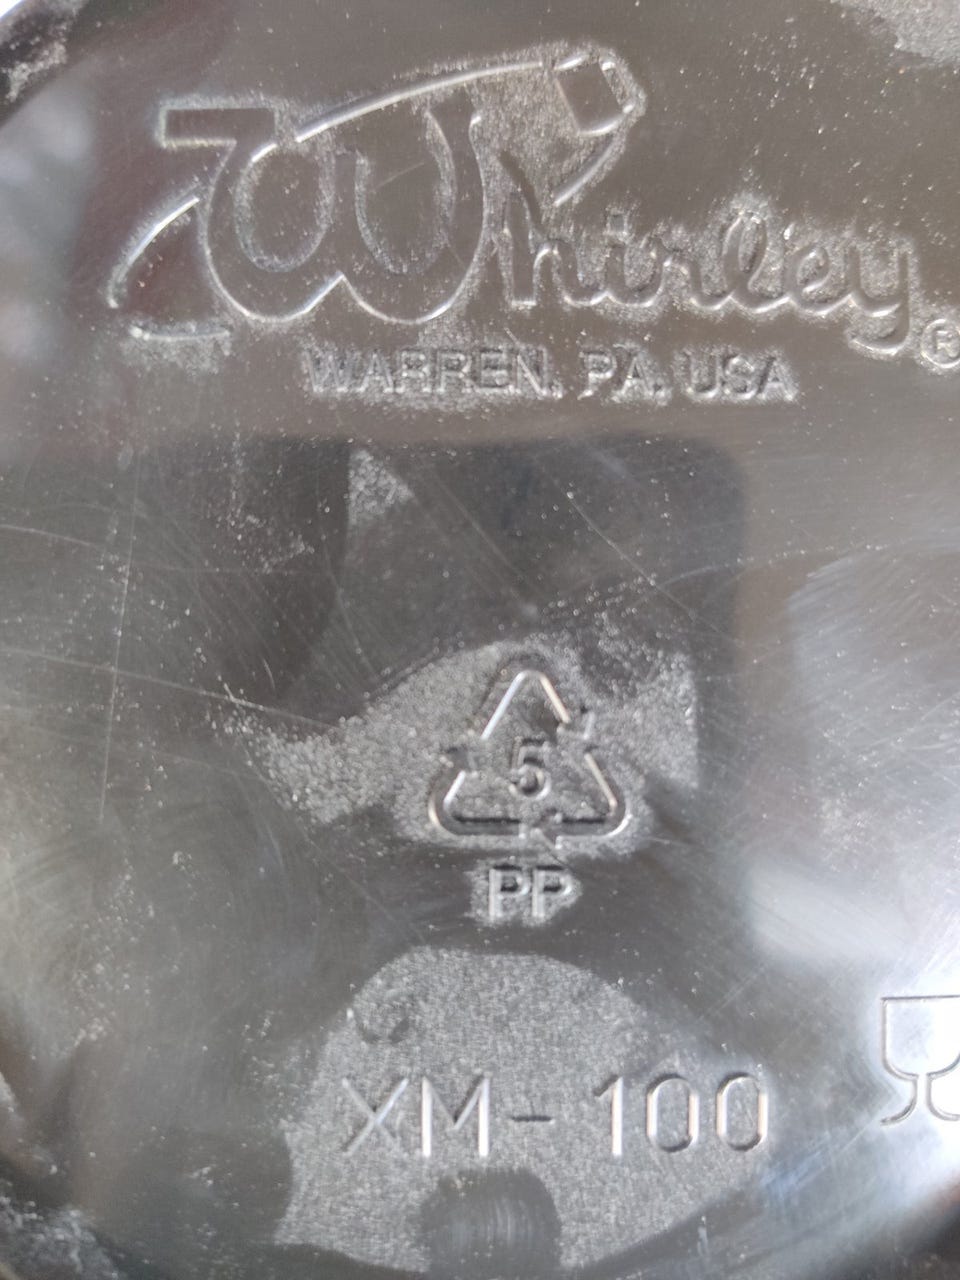 Whirley®
WARREN, PA, USA
5
PP
XM-100